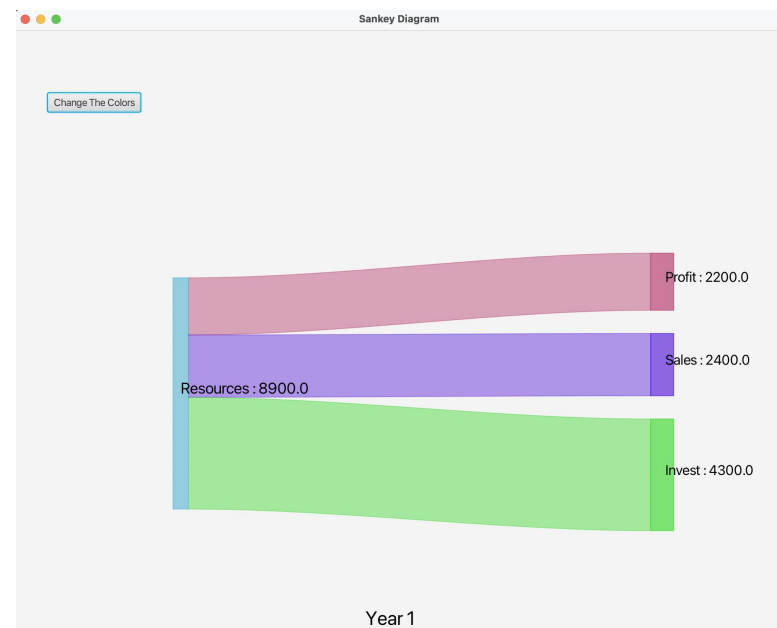 Sankey Diagram
Change The Colors
Profit : 2200.0
Sales : 2400.0
Resources : 8900.0
Invest : 4300.0
Year 1